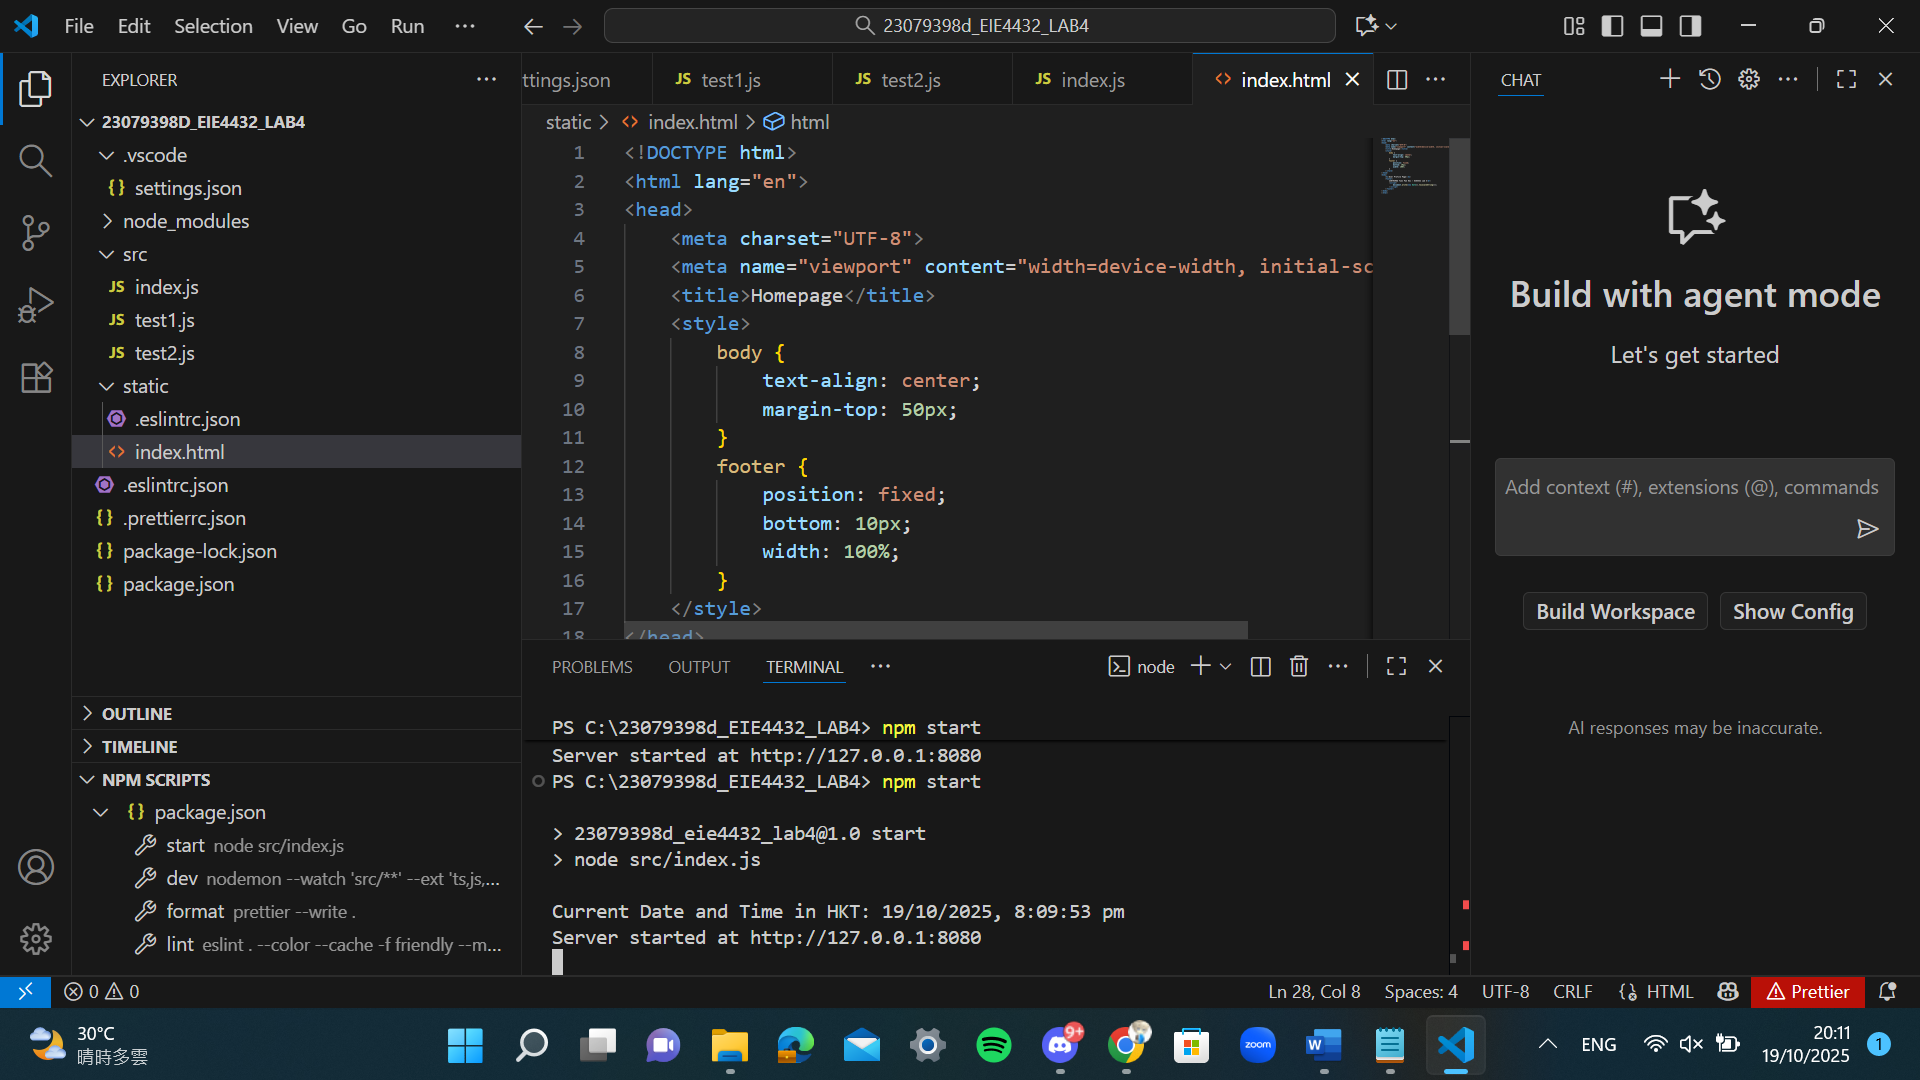 File Edit Selection View Go Run ···
23079398d_EIE4432_LAB4
EXPLORER
23079398D_EIE4432_LAB4
.vscode
{} settings.json
node_modules
src
JS index.js
JS test1.js
JS test2.js
static
.eslintrc.json
<> index.html
.eslintrc.json
{} .prettierrc.json
{} package-lock.json
{} package.json
OUTLINE
TIMELINE
NPM SCRIPTS
{} package.json
start node src/index.js
dev nodemon --watch 'src/**' --ext 'ts,js,...
format prettier --write .
lint eslint . --color --cache -f friendly --m...
ttings.json JS test1.js JS test2.js JS index.js <> index.html
static > <> index.html > html
1 <!DOCTYPE html>
2 <html lang="en">
3 <head>
4 <meta charset="UTF-8">
5 <meta name="viewport" content="width=device-width, initial-sc
6 <title>Homepage</title>
7 <style>
8 body {
9 text-align: center;
10 margin-top: 50px;
11 }
12 footer {
13 position: fixed;
14 bottom: 10px;
15 width: 100%;
16 }
17 </style>
18 </head>
PROBLEMS OUTPUT TERMINAL ···
node
PS C:\23079398d_EIE4432_LAB4> npm start
Server started at http://127.0.0.1:8080
PS C:\23079398d_EIE4432_LAB4> npm start
> 23079398d_eie4432_lab4@1.0 start
> node src/index.js
Current Date and Time in HKT: 19/10/2025, 8:09:53 pm
Server started at http://127.0.0.1:8080
CHAT
Build with agent mode
Let's get started
Add context (#), extensions (@), commands
Build Workspace Show Config
AI responses may be inaccurate.
0 0
Ln 28, Col 8 Spaces: 4 UTF-8 CRLF {} HTML Prettier
30°C
晴時多雲
9+
zoom
W
ENG
20:11
19/10/2025
1